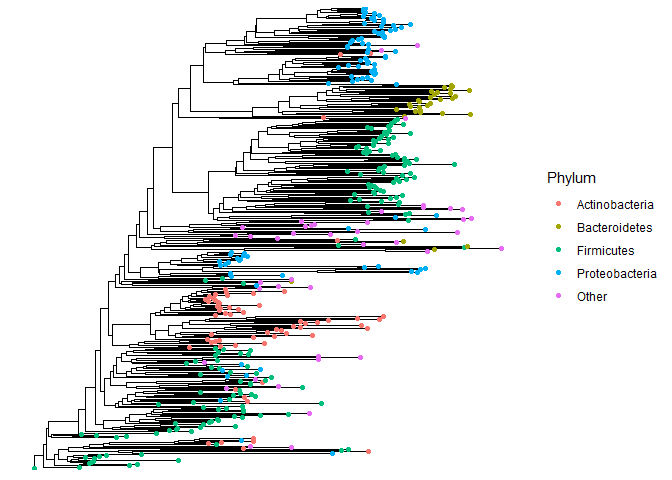 Phylum
Actinobacteria
Bacteroidetes
Firmicutes
Proteobacteria
Other